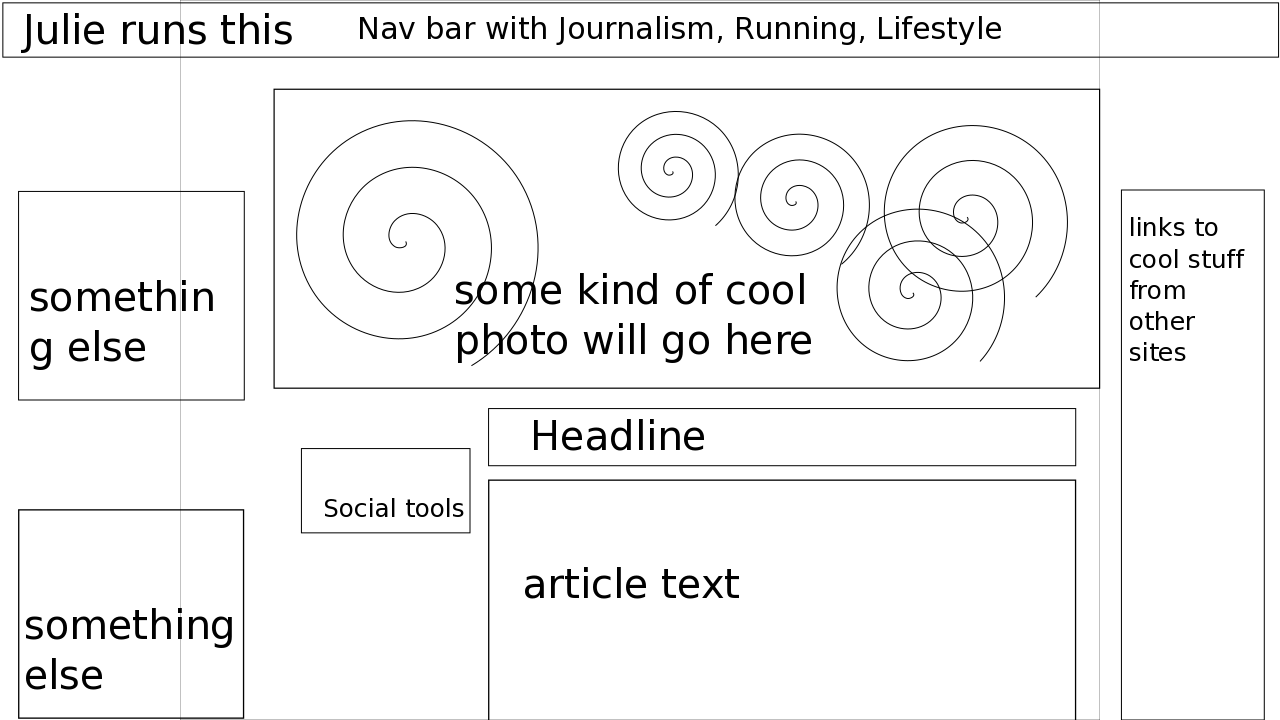 Julie runs this
Nav bar with Journalism, Running, Lifestyle
some kind of cool
photo will go here
somethin
g else
links to
cool stuff
from
other
sites
Headline
Social tools
article text
something
else